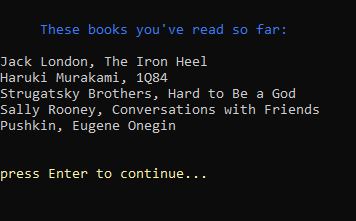 These books you've read so far:
Jack London, The Iron Heel
Haruki Murakami, 1Q84
Strugatsky Brothers, Hard to Be a God
Sally Rooney, Conversations with Friends
Pushkin, Eugene Onegin
press Enter to continue...